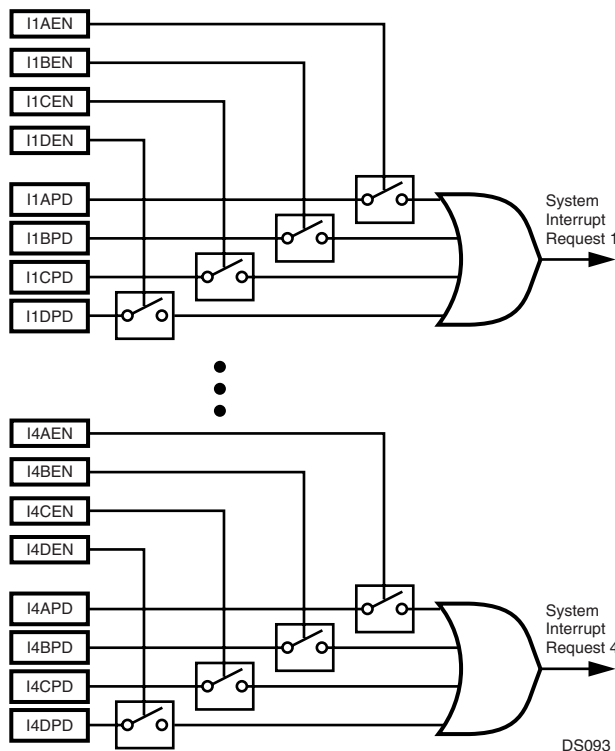 I1AEN
I1BEN
I1CEN
I1DEN
I1APD
I1BPD
I1CPD
I1DPD
System
Interrupt
Request 1
I4AEN
I4BEN
I4CEN
I4DEN
I4APD
I4BPD
I4CPD
I4DPD
System
Interrupt
Request 4
DS093